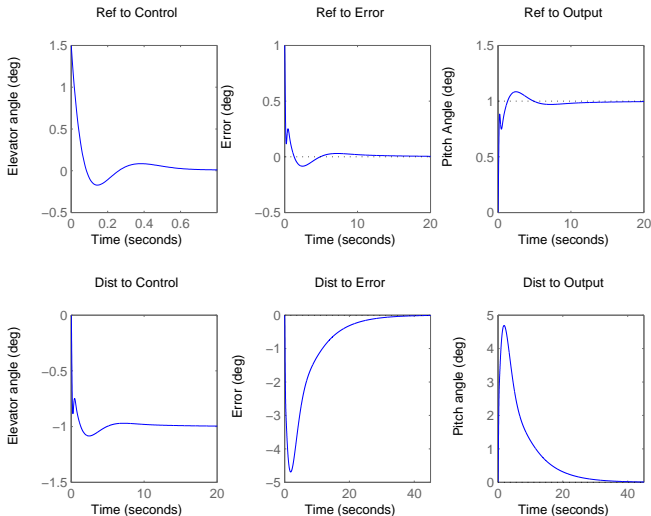 Ref to Control
Ref to Error
Ref to Output
Elevator angle (deg)
1.5
1
0.5
0
−0.5
0
0.2
0.4
0.6
Time (seconds)
Error (deg)
1
0.5
0
−0.5
0
10
20
Time (seconds)
Pitch Angle (deg)
1.5
1
0.5
0
0
10
20
Time (seconds)
Dist to Control
Dist to Error
Dist to Output
Elevator angle (deg)
0
−0.5
−1
−1.5
0
10
20
Time (seconds)
Error (deg)
0
−1
−2
−3
−4
−5
0
20
40
Time (seconds)
Pitch angle (deg)
5
4
3
2
1
0
0
20
40
Time (seconds)